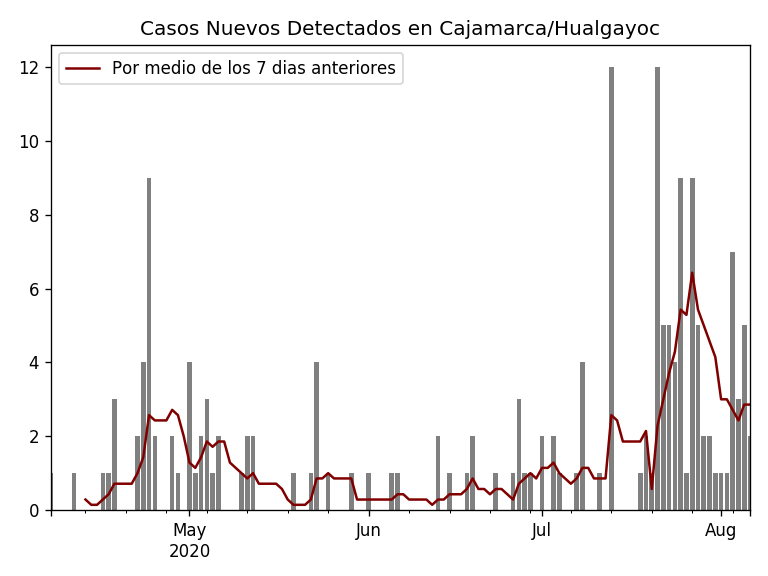 Casos Nuevos Detectados en Cajamarca/Hualgayoc
Por medio de los 7 dias anteriores
12
10
8
6
4
2
0
May Jun Jul Aug
2020